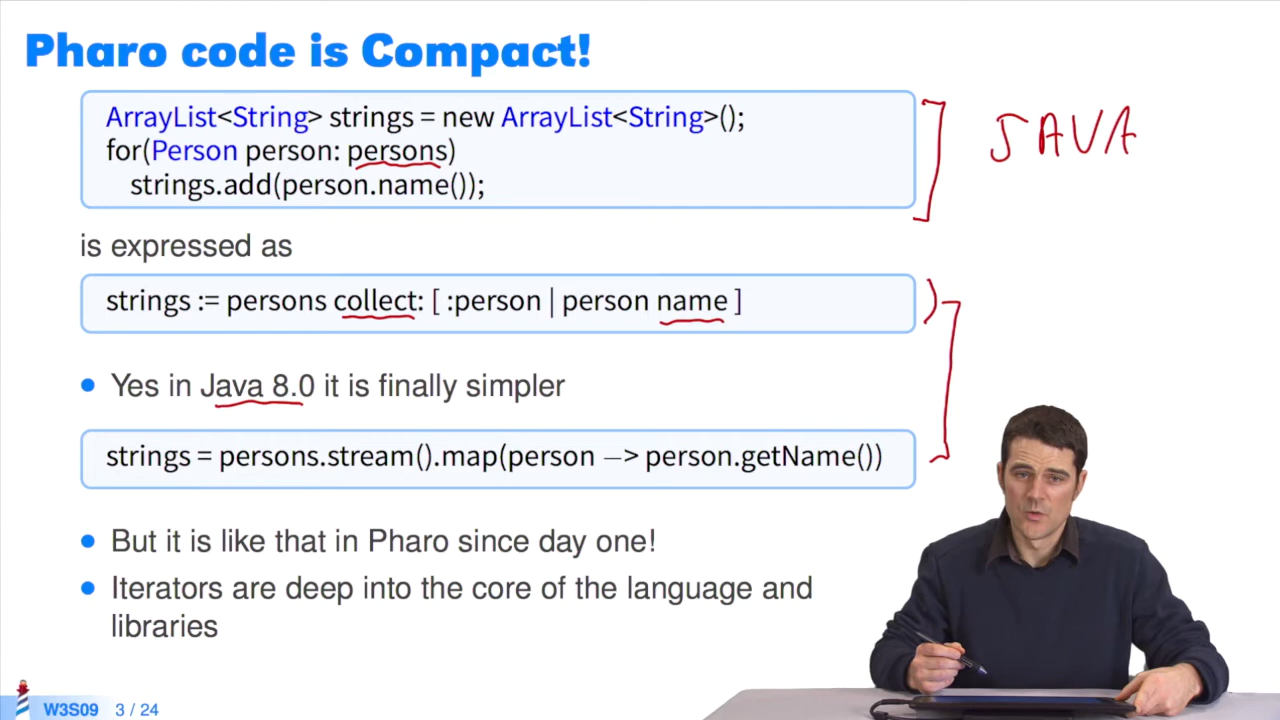 Pharo code is Compact!
ArrayList<String> strings = new ArrayList<String>();
for(Person person: persons)
strings.add(person.name());
JAVA
is expressed as
strings := persons collect: [ :person | person name ]
Yes in Java 8.0 it is finally simpler
strings = persons.stream().map(person –> person.getName())
But it is like that in Pharo since day one!
Iterators are deep into the core of the language and
libraries
W3S09 3 / 24